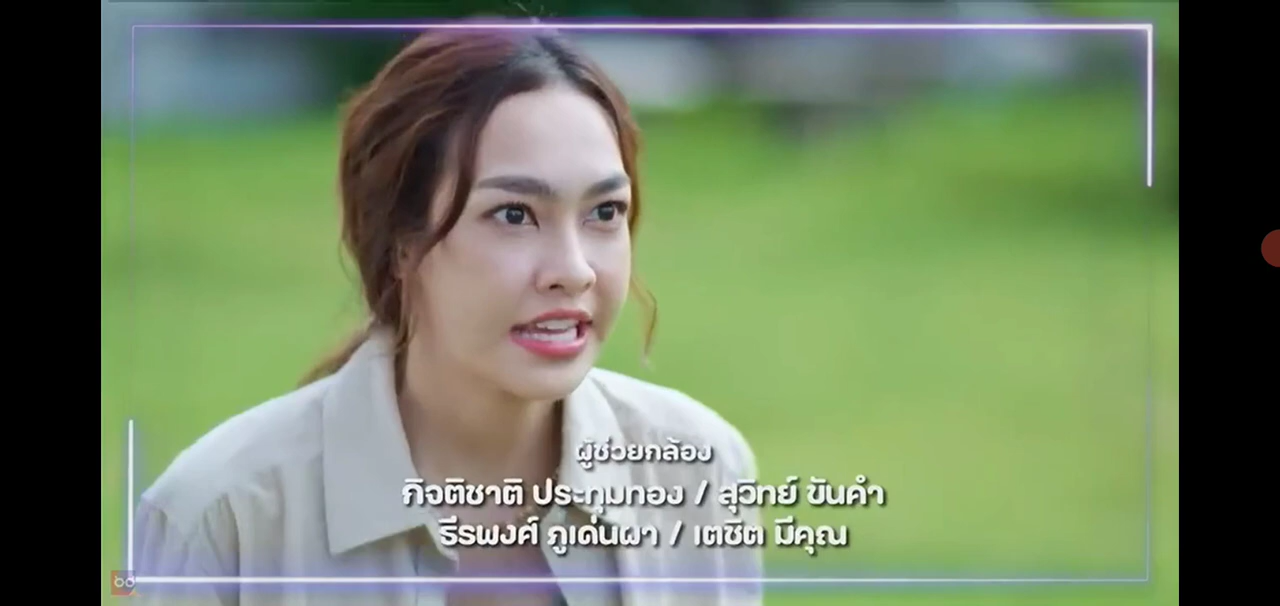 ผู้ช่วยกล้อง
กิจติชาติ ประทุมทอง / สุวิทย์ ขันคำ
ธีรพงศ์ ภูเด่นผา / เตชิต มีคุณ